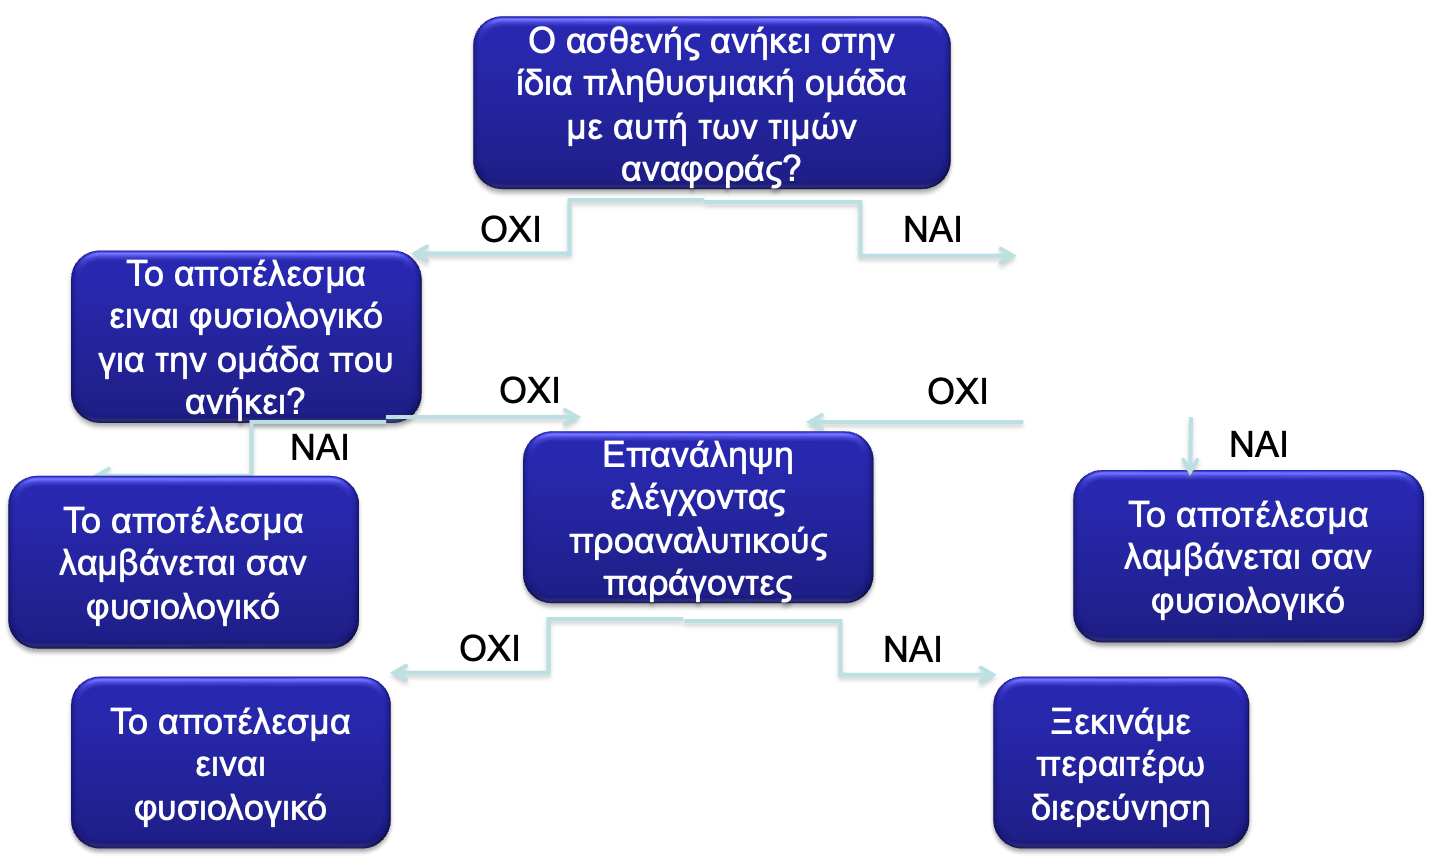 Ο ασθενής ανήκει στην
ίδια πληθυσμιακή ομάδα
με αυτή των τιμών
αναφοράς?
ΟΧΙ
ΝΑΙ
Το αποτέλεσμα
ειναι φυσιολογικό
για την ομάδα που
ανήκει?
ΟΧΙ
ΟΧΙ
ΝΑΙ
ΝΑΙ
Το αποτέλεσμα
λαμβάνεται σαν
φυσιολογικό
Επανάληψη
ελέγχοντας
προαναλυτικούς
παράγοντες
Το αποτέλεσμα
λαμβάνεται σαν
φυσιολογικό
ΟΧΙ
ΝΑΙ
Το αποτέλεσμα
ειναι
φυσιολογικό
Ξεκινάμε
περαιτέρω
διερεύνηση